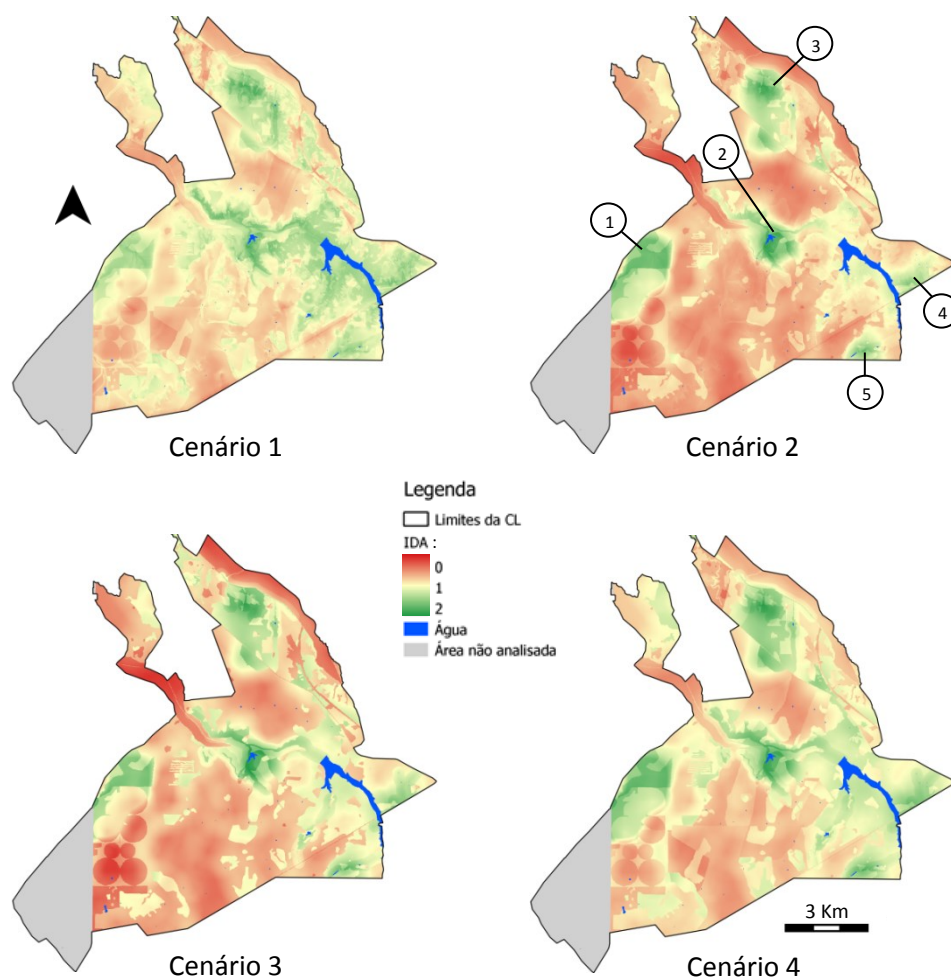 3
2
1
4
5
Cenário 1
Cenário 2
Legenda
Limites da CL
IDA :
0
1
2
Água
Área não analisada
3 Km
Cenário 3
Cenário 4